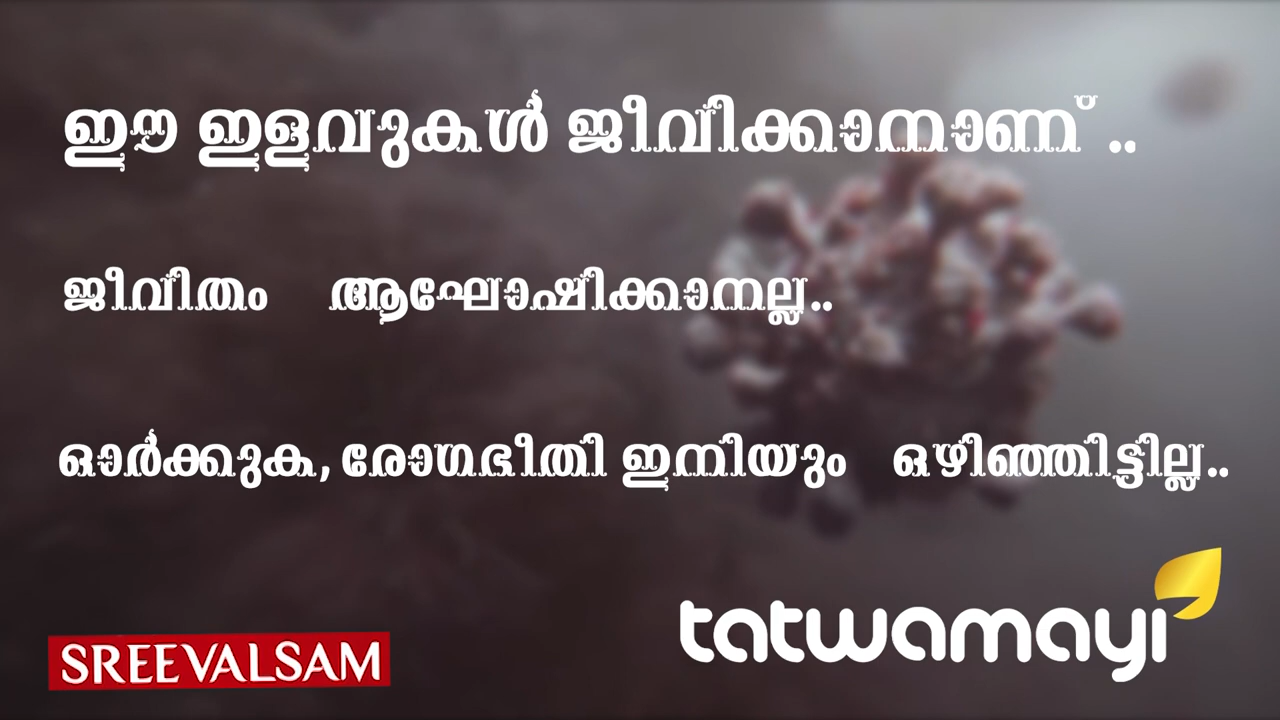 ഈ ഇളവുകൾ ജീവിക്കാനാണ് ..
ജീവിതം ആഘോഷിക്കാനല്ല..
ഓർക്കുക, രോഗഭീതി ഇനിയും ഒഴിഞ്ഞിട്ടില്ല..
tatwamayi
SREEVALSAM